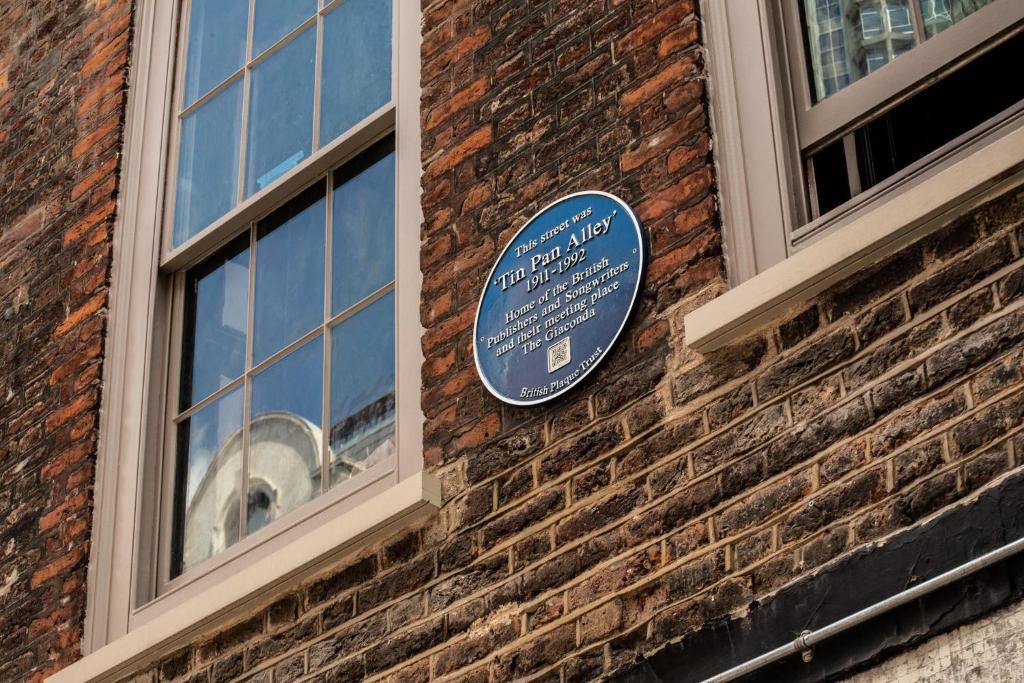 This street was
'Tin Pan Alley'
1911-1992
Home of the British
Publishers and Songwriters
and their meeting place
The Giaconda
British Plaque Trust